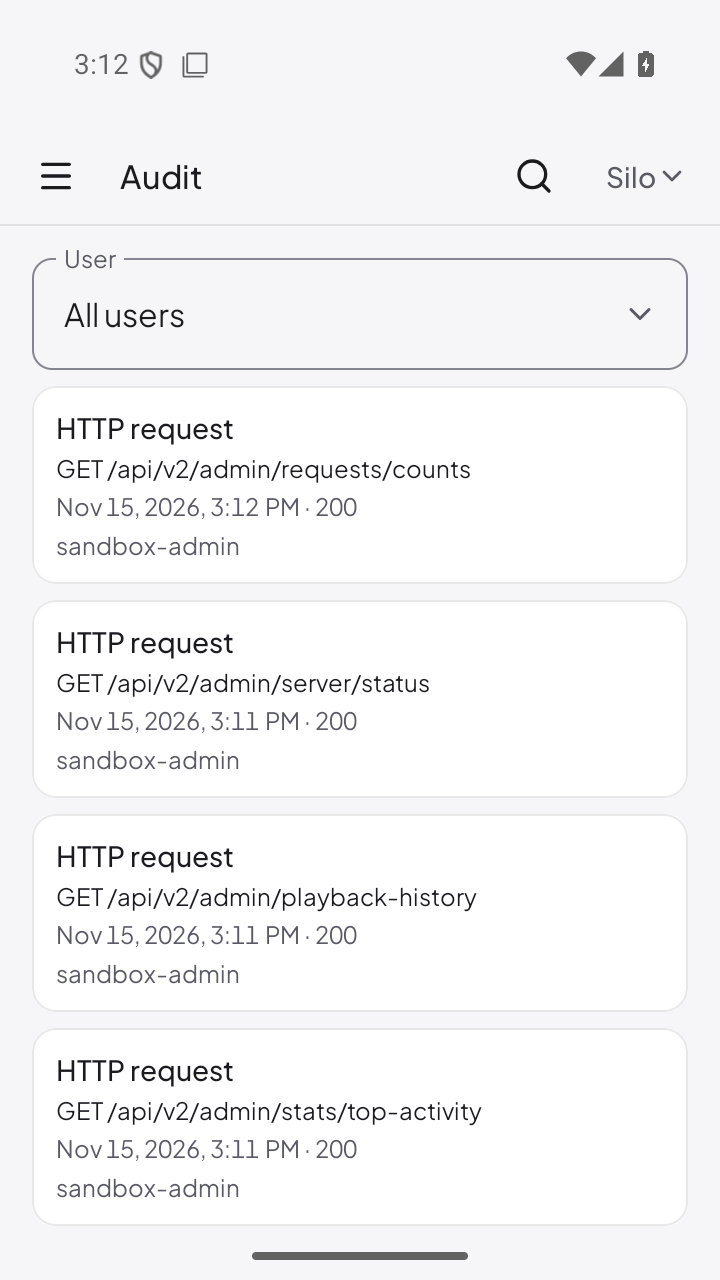 3:12
Audit
Silo
User
All users
HTTP request
GET /api/v2/admin/requests/counts
Nov 15, 2026, 3:12 PM · 200
sandbox-admin
HTTP request
GET /api/v2/admin/server/status
Nov 15, 2026, 3:11 PM · 200
sandbox-admin
HTTP request
GET /api/v2/admin/playback-history
Nov 15, 2026, 3:11 PM · 200
sandbox-admin
HTTP request
GET /api/v2/admin/stats/top-activity
Nov 15, 2026, 3:11 PM · 200
sandbox-admin